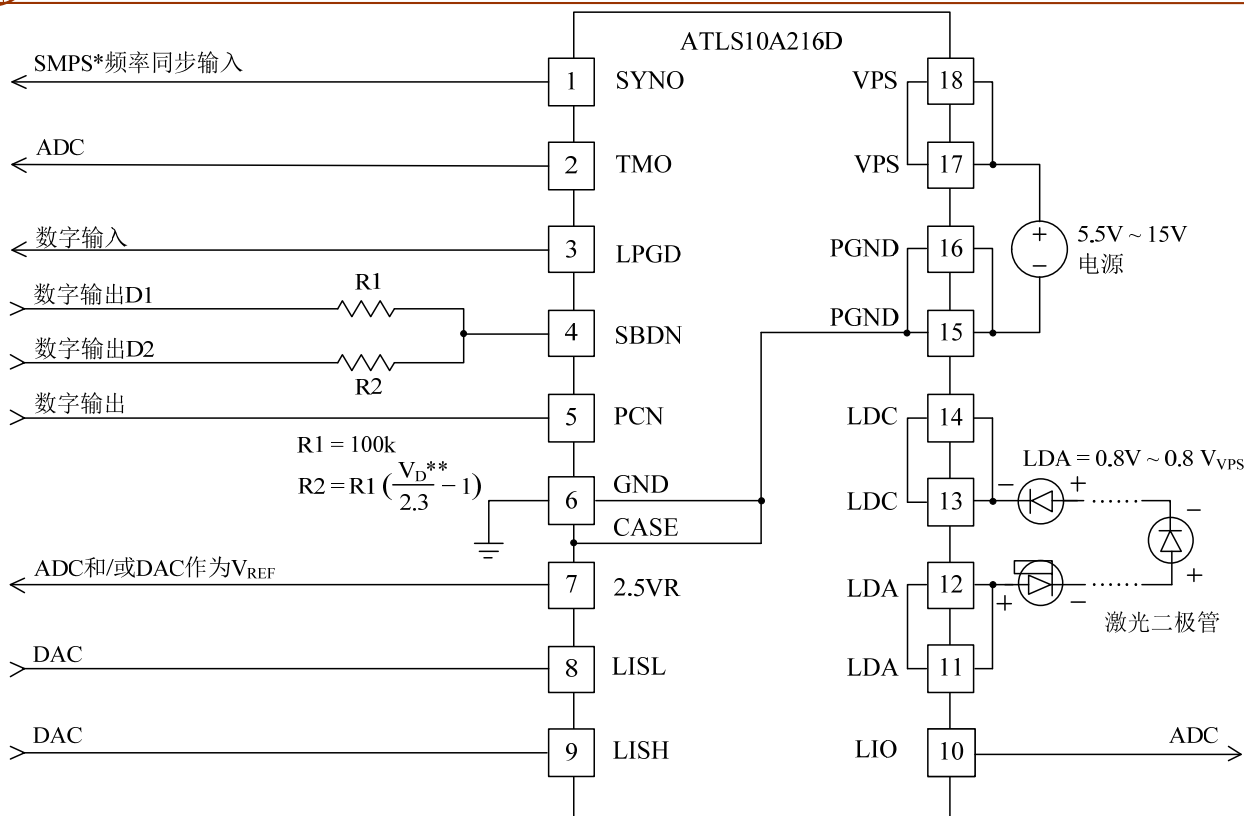 ATLS10A216D
SMPS*频率同步输入
1
SYNO
VPS
18
ADC
2
TMO
VPS
17
数字输入
3
LPGD
PGND
16
+
5.5V ~ 15V
−
电源
数字输出D1
R1
4
SBDN
PGND
15
数字输出D2
R2
数字输出
5
PCN
LDC
14
R1 = 100k
R2 = R1 (V_D**/2.3 − 1)
LDA = 0.8V ~ 0.8 V_VPS
6
GND
LDC
13
−
+
......
−
CASE
+
ADC和/或DAC作为V_REF
7
2.5VR
LDA
12
+
−
......
激光二极管
DAC
8
LISL
LDA
11
DAC
9
LISH
LIO
10
ADC